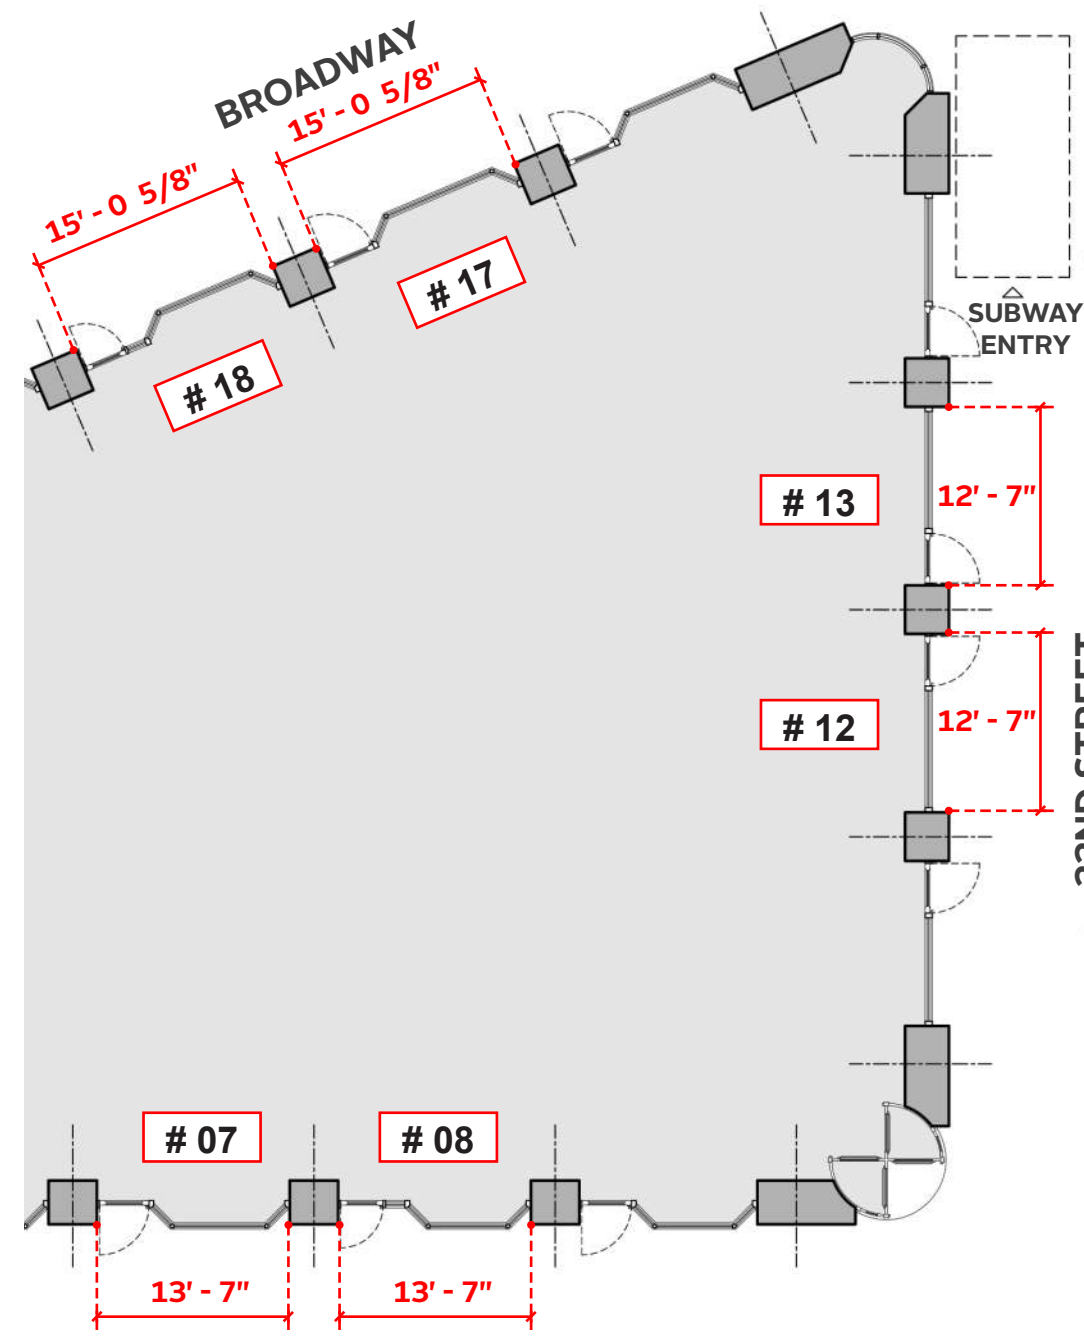 BROADWAY
15' - 0 5/8"
15' - 0 5/8"
# 17
# 18
SUBWAY
ENTRY
# 13
12' - 7"
# 12
12' - 7"
STREET
# 07
# 08
13' - 7"
13' - 7"